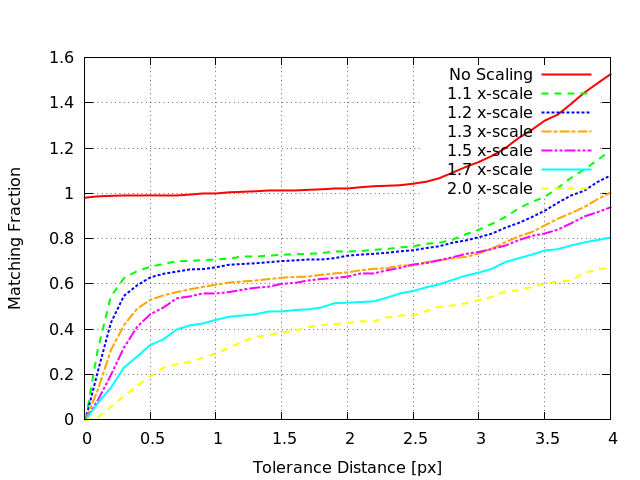 1.6
1.4
1.2
1
0.8
0.6
0.4
0.2
0
Matching Fraction
No Scaling
1.1 x-scale
1.2 x-scale
1.3 x-scale
1.5 x-scale
1.7 x-scale
2.0 x-scale
0 0.5 1 1.5 2 2.5 3 3.5 4
Tolerance Distance [px]